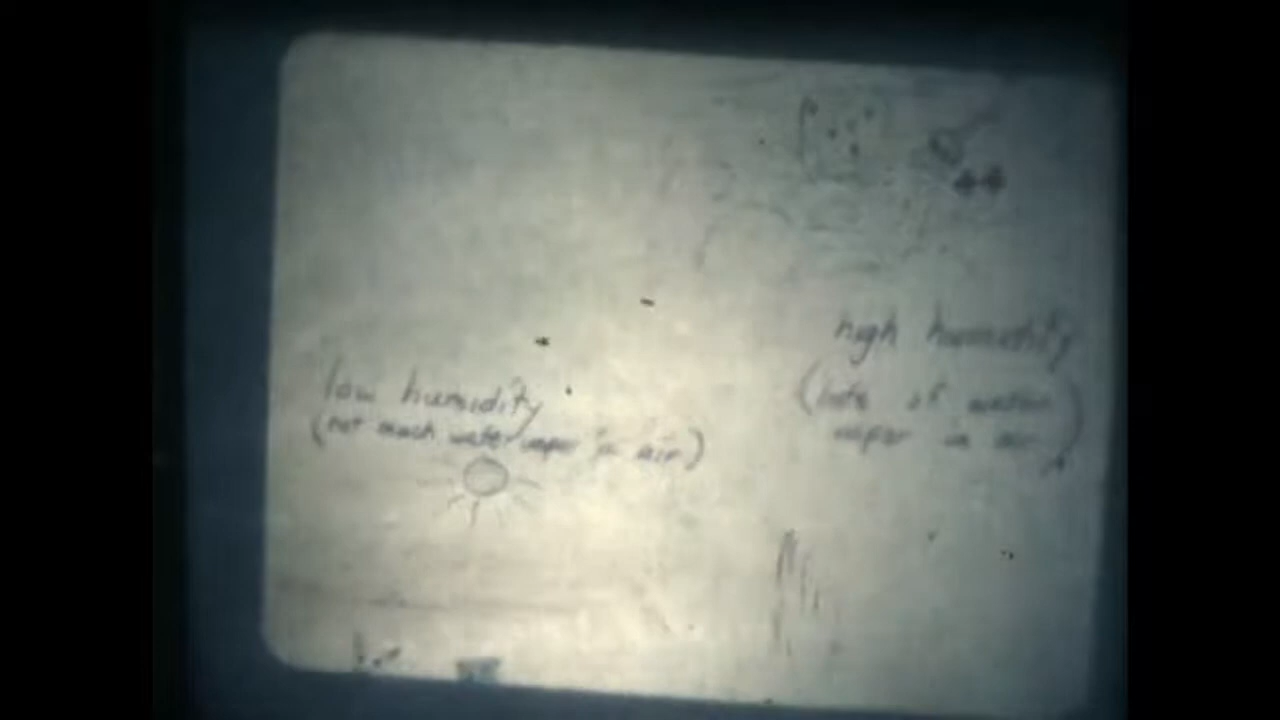 low humidity
(not much water vapor in air)
high humidity
(lots of water
vapor in air)